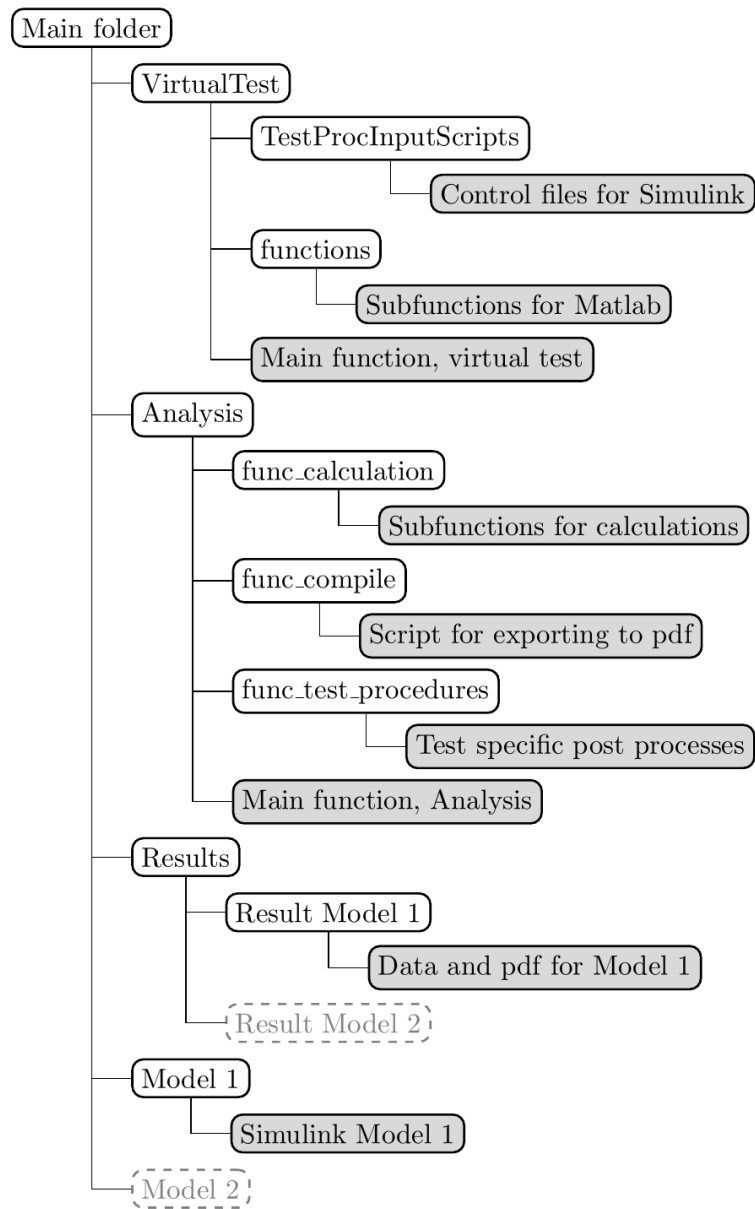 Main folder
VirtualTest
TestProcInputScripts
Control files for Simulink
functions
Subfunctions for Matlab
Main function, virtual test
Analysis
func_calculation
Subfunctions for calculations
func_compile
Script for exporting to pdf
func_test_procedures
Test specific post processes
Main function, Analysis
Results
Result Model 1
Data and pdf for Model 1
Result Model 2
Model 1
Simulink Model 1
Model 2